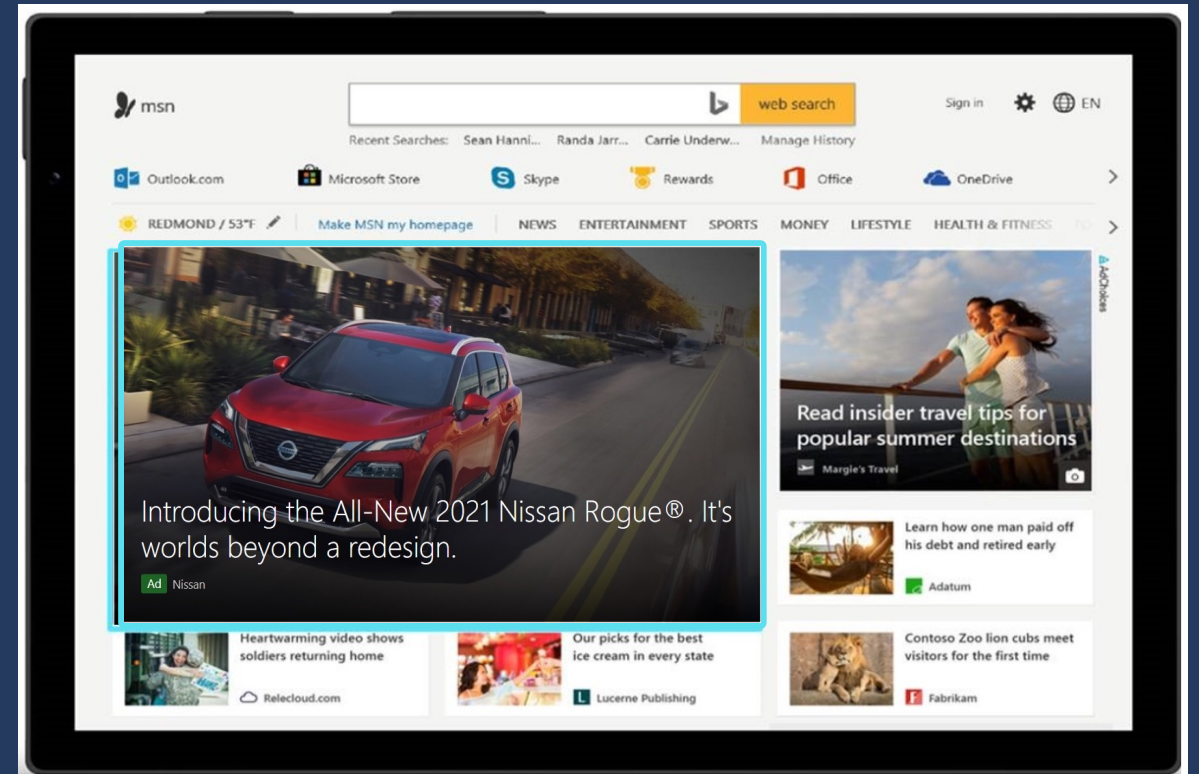 msn
web search
Sign in
EN
Recent Searches: Sean Hanni... Randa Jarr... Carrie Underw... Manage History
Outlook.com
Microsoft Store
Skype
Rewards
Office
OneDrive
REDMOND / 53°F
Make MSN my homepage
NEWS ENTERTAINMENT SPORTS MONEY LIFESTYLE HEALTH & FITNESS
AdChoices
Introducing the All-New 2021 Nissan Rogue®. It's
worlds beyond a redesign.
Ad Nissan
Read insider travel tips for
popular summer destinations
Margie's Travel
Learn how one man paid off
his debt and retired early
Adatum
Heartwarming video shows
soldiers returning home
Relecloud.com
Our picks for the best
ice cream in every state
Lucerne Publishing
Contoso Zoo lion cubs meet
visitors for the first time
Fabrikam